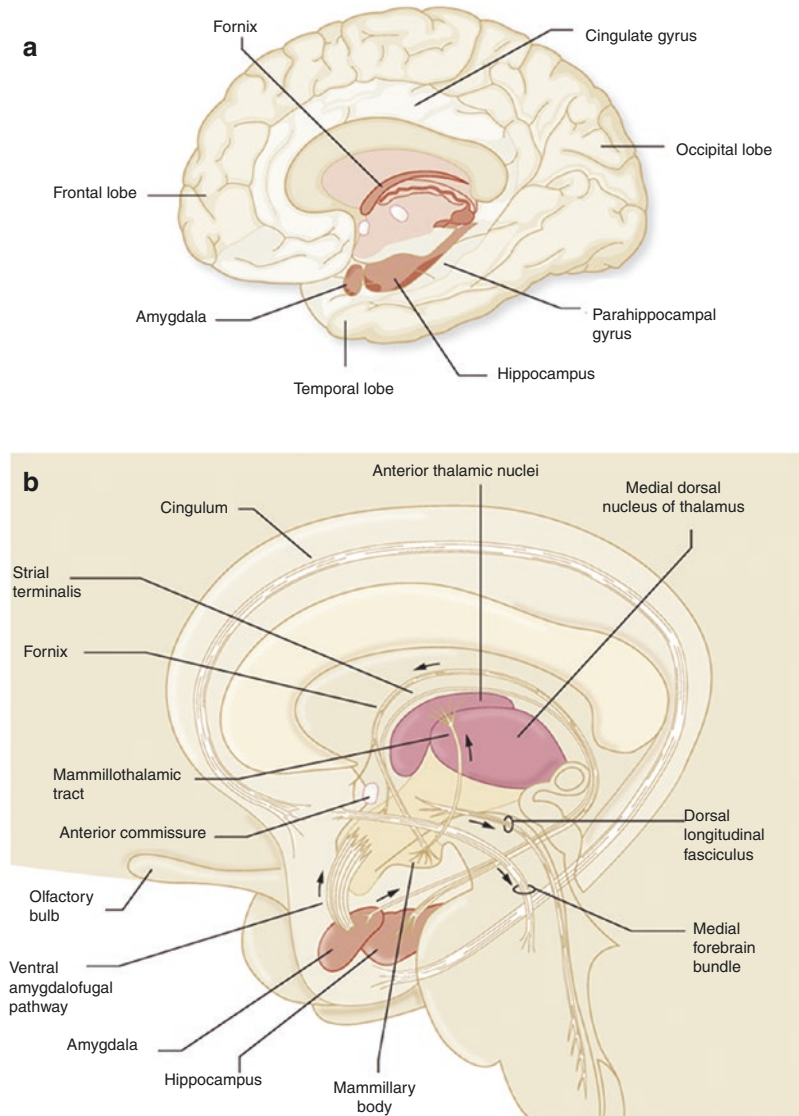 a
Fornix
Cingulate gyrus
Occipital lobe
Frontal lobe
Amygdala
Parahippocampal
gyrus
Hippocampus
Temporal lobe
b
Anterior thalamic nuclei
Medial dorsal
nucleus of thalamus
Cingulum
Strial
terminalis
Fornix
Mammillothalamic
tract
Anterior commissure
Dorsal
longitudinal
fasciculus
Olfactory
bulb
Medial
forebrain
bundle
Ventral
amygdalofugal
pathway
Amygdala
Hippocampus
Mammillary
body